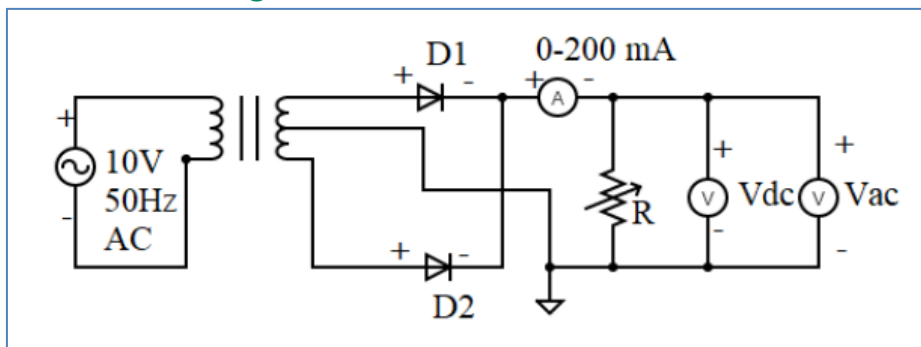 0-200 mA
D1
+ -
+ -
A
+
10V
50Hz
AC
-
+
V
Vdc
-
+
V
Vac
-
R
+ -
D2